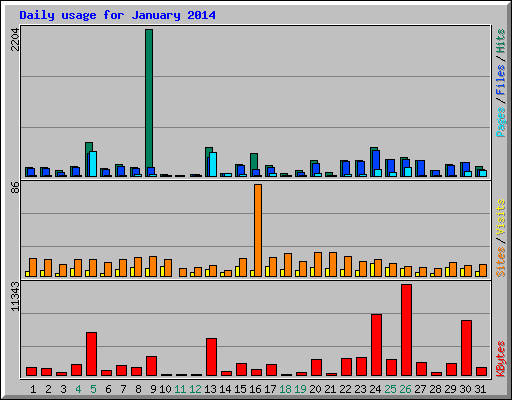 Daily usage for January 2014
2204
Pages / Files / Hits
86
Sites / Visits
11343
KBytes
1 2 3 4 5 6 7 8 9 10 11 12 13 14 15 16 17 18 19 20 21 22 23 24 25 26 27 28 29 30 31